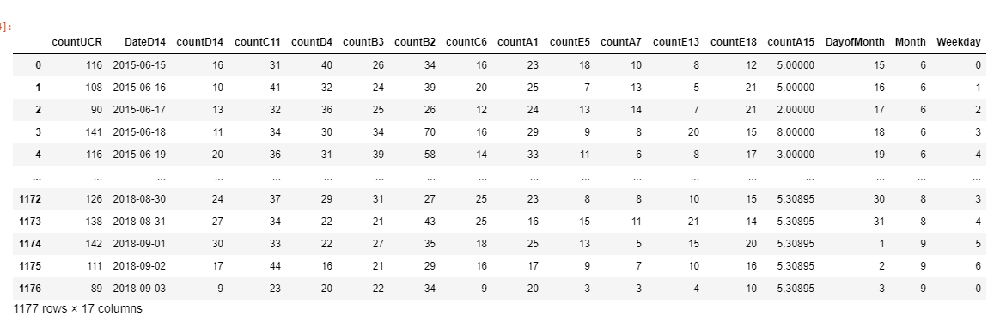 4]:
countUCR DateD14 countD14 countC11 countD4 countB3 countB2 countC6 countA1 countE5 countA7 countE13 countE18 countA15 DayofMonth Month Weekday
0 116 2015-06-15 16 31 40 26 34 16 23 18 10 8 12 5.00000 15 6 0
1 108 2015-06-16 10 41 32 24 39 20 25 7 13 5 21 5.00000 16 6 1
2 90 2015-06-17 13 32 36 25 26 12 24 13 14 7 21 2.00000 17 6 2
3 141 2015-06-18 11 34 30 34 70 16 29 9 8 20 15 8.00000 18 6 3
4 116 2015-06-19 20 36 31 39 58 14 33 11 6 8 17 3.00000 19 6 4
... ... ... ... ... ... ... ... ... ... ... ... ... ... ... ... ... ...
1172 126 2018-08-30 24 37 29 31 27 25 23 8 8 10 15 5.30895 30 8 3
1173 138 2018-08-31 27 34 22 21 43 25 16 15 11 21 14 5.30895 31 8 4
1174 142 2018-09-01 30 33 22 27 35 18 25 13 5 15 20 5.30895 1 9 5
1175 111 2018-09-02 17 44 16 21 29 16 17 9 7 10 16 5.30895 2 9 6
1176 89 2018-09-03 9 23 20 22 34 9 20 3 3 4 10 5.30895 3 9 0
1177 rows × 17 columns